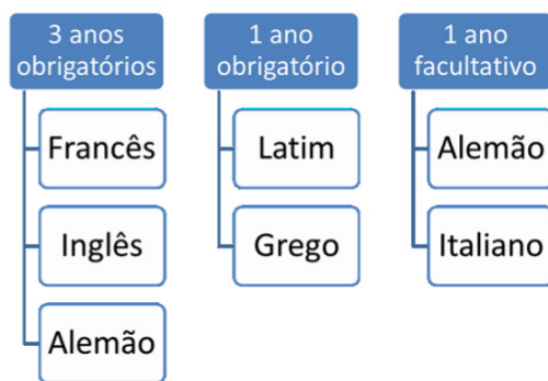 3 anos
obrigatórios
Francês
Inglês
Alemão
1 ano
obrigatório
Latim
Grego
1 ano
facultativo
Alemão
Italiano